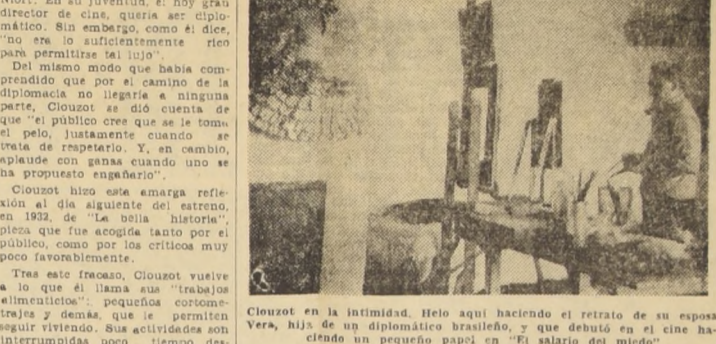 Mort. En su juventud, el hoy gran
director de cine, quería ser diplo-
mático. Sin embargo, como él dice,
"no era lo suficientemente rico
para permitirse tal lujo".
Del mismo modo que había com-
prendido que por el camino de la
diplomacia no llegaría a ninguna
parte, Clouzot se dió cuenta de
que "el público cree que se le toma
el pelo, justamente cuando se
trata de respetarlo. Y, en cambio,
aplaude con ganas cuando uno se
ha propuesto engañarlo".
Clouzot hizo esta amarga refle-
xión al día siguiente del estreno,
en 1932, de "La bella historia",
pieza que fue acogida tanto por el
público, como por los críticos muy
poco favorablemente.
Tras este fracaso, Clouzot vuelve
a lo que él llama sus "trabajos
alimenticios": pequeños cortome-
trajes y demás, que le permiten
seguir viviendo. Sus actividades son
interrumpidas poco tiempo des-
Clouzot en la intimidad. Helo aquí haciendo el retrato de su esposa
Vera, hija de un diplomático brasileño, y que debutó en el cine ha-
ciendo un pequeño papel en "El salario del miedo"